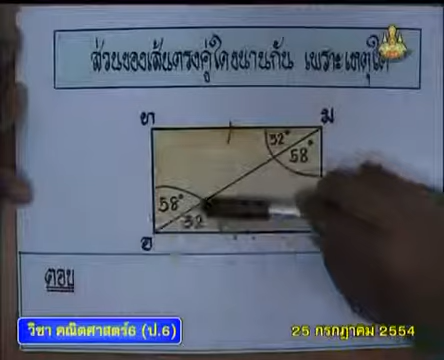 ส่วนของเส้นตรงคู่ใดขนานกัน เพราะเหตุใด
ท ม
52° 58°
58° 32
อ
ตอบ
วิชา คณิตศาสตร์6 (ป.6) 25 กรกฎาคม 2554